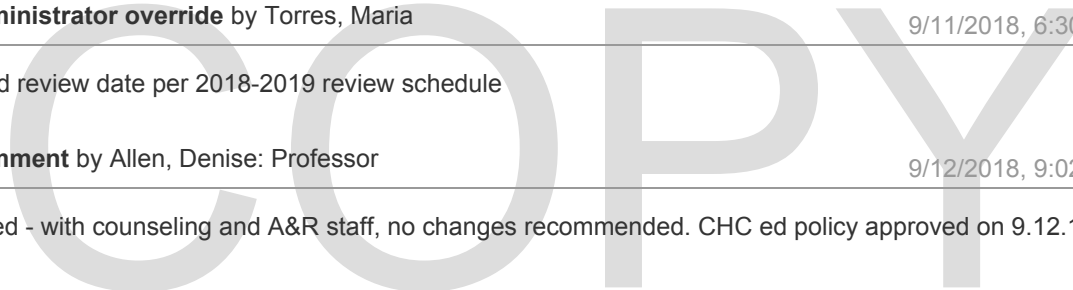 ministrator override by Torres, Maria 9/11/2018, 6:30
d review date per 2018-2019 review schedule
nment by Allen, Denise: Professor 9/12/2018, 9:02
ed - with counseling and A&R staff, no changes recommended. CHC ed policy approved on 9.12.1
COPY